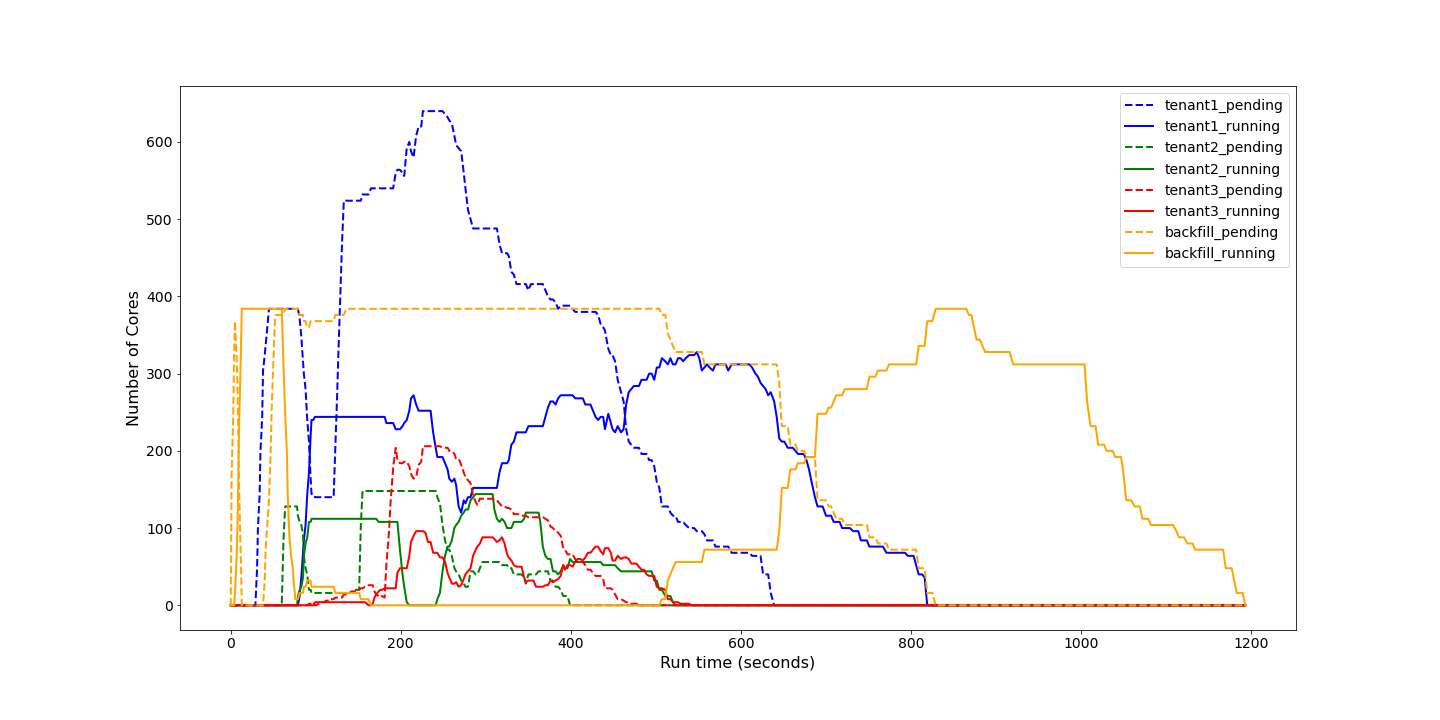 Number of Cores
600
500
400
300
200
100
0
0 200 400 600 800 1000 1200
Run time (seconds)
tenant1_pending
tenant1_running
tenant2_pending
tenant2_running
tenant3_pending
tenant3_running
backfill_pending
backfill_running